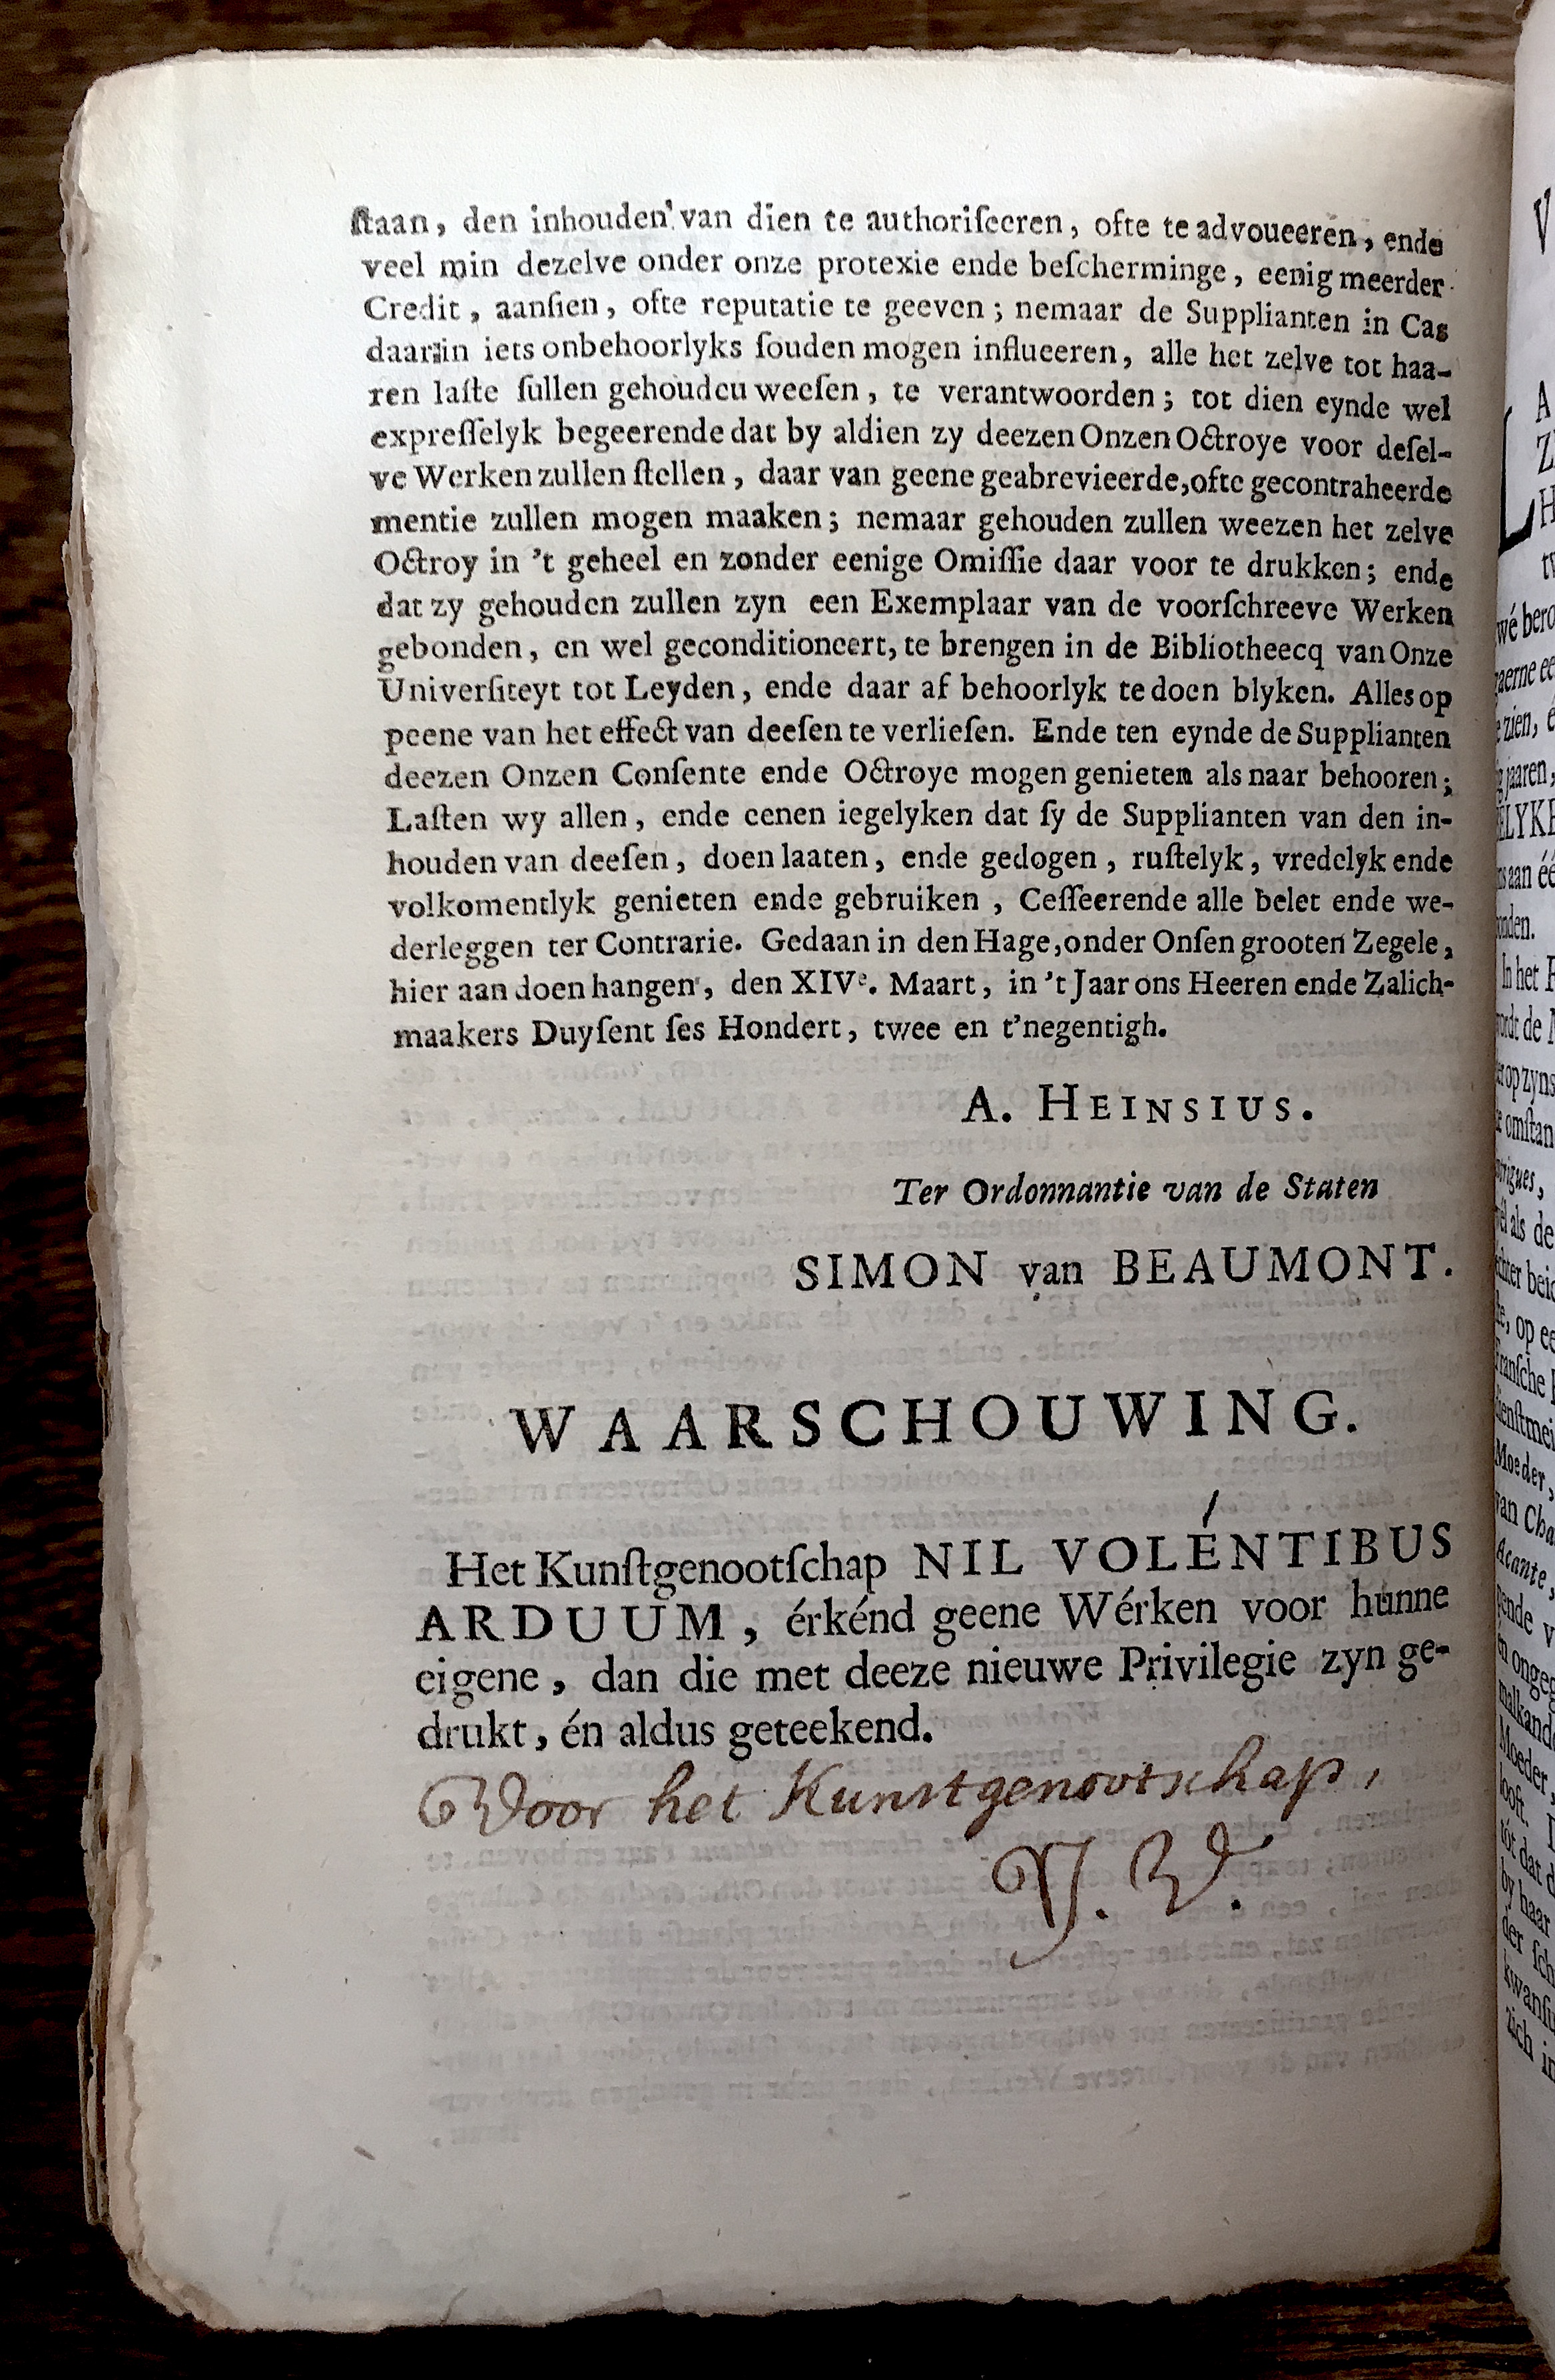 ſtaan, den inhouden van dien te authoriſeeren, ofte te advoueeren, ende
veel min dezelve onder onze protexie ende beſcherminge, eenig meerder
Credit, aanſien, ofte reputatie te geeven; nemaar de Supplianten in Cas
daarin iets onbehoorlyks ſouden mogen influeeren, alle het zelve tot haa-
ren laſte ſullen gehoudcu weeſen, te verantwoorden; tot dien eynde wel
expreſſelyk begeerende dat by aldien zy deezen Onzen Octroye voor deſel-
ve Werken zullen ſtellen, daar van geene geabrevieerde, ofte gecontraheerde
mentie zullen mogen maaken; nemaar gehouden zullen weezen het zelve
Octroy in 't geheel en zonder eenige Omiſſie daar voor te drukken; ende
dat zy gehouden zullen zyn een Exemplaar van de voorſchreeve Werken
gebonden, en wel geconditioneert, te brengen in de Bibliotheecq van Onze
Univerſiteyt tot Leyden, ende daar af behoorlyk te doen blyken. Alles op
peene van het effect van deeſen te verlieſen. Ende ten eynde de Supplianten
deezen Onzen Conſente ende Octroye mogen genieten als naar behooren;
Laſten wy allen, ende eenen iegelyken dat ſy de Supplianten van den in-
houden van deeſen, doen laaten, ende gedogen, ruſtelyk, vredelyk ende
volkomentlyk genieten ende gebruiken, Ceſſeerende alle belet ende we-
derleggen ter Contrarie. Gedaan in den Hage, onder Onſen grooten Zegele,
hier aan doen hangen, den XIVe. Maart, in 't Jaar ons Heeren ende Zalich-
maakers Duyſent ſes Hondert, twee en t'negentigh.
A. HEINSIUS.
Ter Ordonnantie van de Staten
SIMON van BEAUMONT.
WAARSCHOUWING.
Het Kunſtgenootſchap NIL VOLÉNTIBUS
ARDUUM, érkénd geene Wérken voor hunne
eigene, dan die met deeze nieuwe Privilegie zyn ge-
drukt, én aldus geteekend.
Voor het Kunstgenootschap,
Y. V.